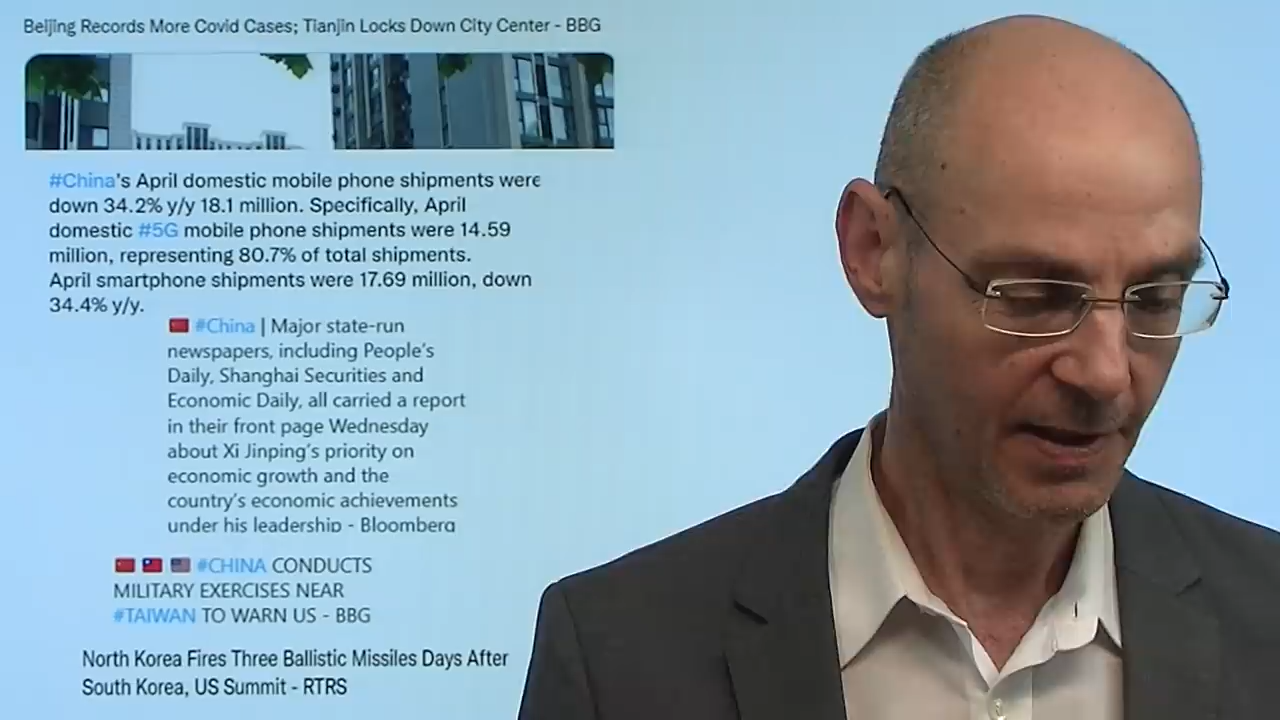 Beijing Records More Covid Cases; Tianjin Locks Down City Center - BBG
#China's April domestic mobile phone shipments were
down 34.2% y/y 18.1 million. Specifically, April
domestic #5G mobile phone shipments were 14.59
million, representing 80.7% of total shipments.
April smartphone shipments were 17.69 million, down
34.4% y/y.
#China | Major state-run
newspapers, including People's
Daily, Shanghai Securities and
Economic Daily, all carried a report
in their front page Wednesday
about Xi Jinping's priority on
economic growth and the
country's economic achievements
under his leadership - Bloomberg
#CHINA CONDUCTS
MILITARY EXERCISES NEAR
#TAIWAN TO WARN US - BBG
North Korea Fires Three Ballistic Missiles Days After
South Korea, US Summit - RTRS